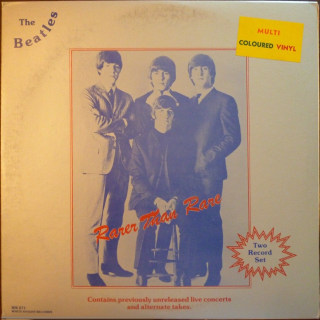 The
Beatles
MULTI
COLOURED VINYL
Rarer Than Rare
Two
Record
Set
Contains previously unreleased live concerts
and alternate takes.